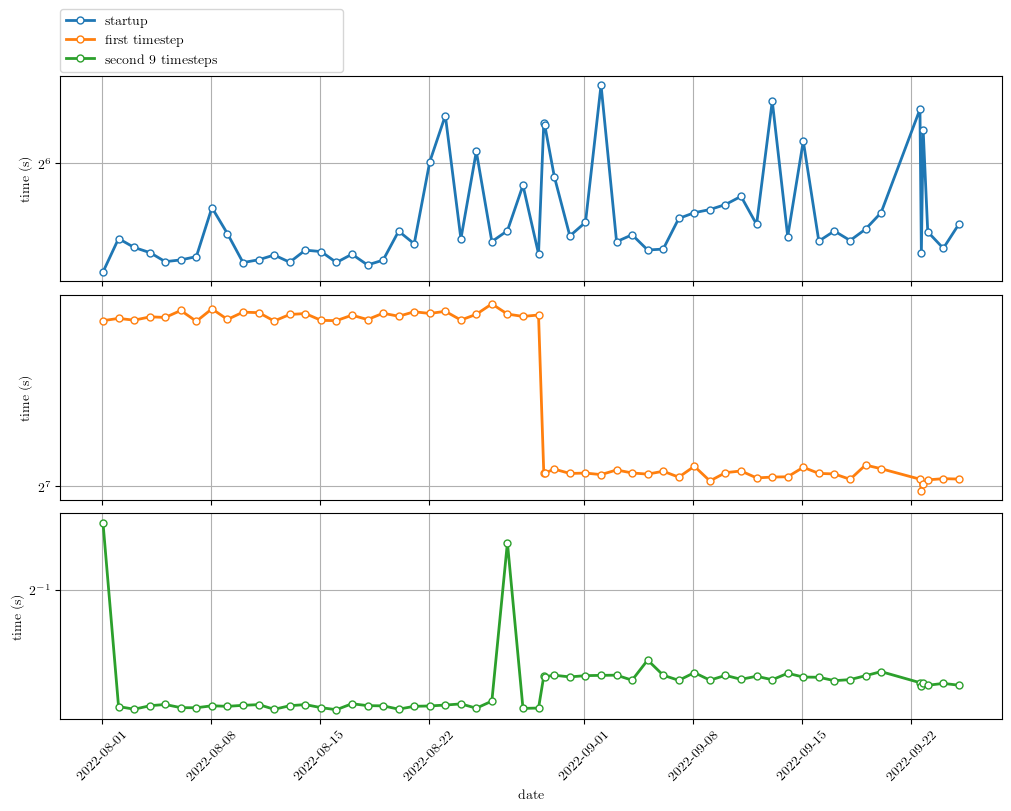 startup
first timestep
second 9 timesteps
time (s)
2^6
time (s)
2^7
time (s)
2^-1
2022-08-01
2022-08-08
2022-08-15
2022-08-22
2022-09-01
2022-09-08
2022-09-15
2022-09-22
date